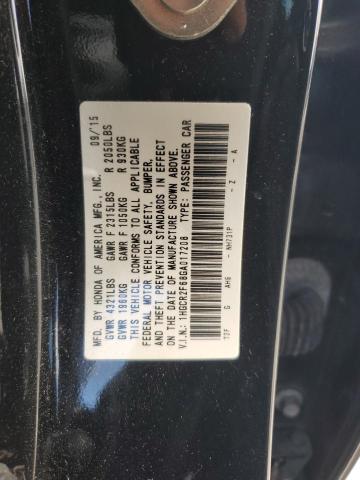 MFD. BY HONDA OF AMERICA MFG., INC. 09/15
GVWR 4321LBS GAWR F 2315LBS R 2050LBS
GVWR 1960KG GAWR F 1050KG R 930KG
THIS VEHICLE CONFORMS TO ALL APPLICABLE
FEDERAL MOTOR VEHICLE SAFETY, BUMPER,
AND THEFT PREVENTION STANDARDS IN EFFECT
ON THE DATE OF MANUFACTURE SHOWN ABOVE.
V.I.N.: 1HGCR2F68GA017208 TYPE: PASSENGER CAR
T2F G AH6 - NH731P - Z - A